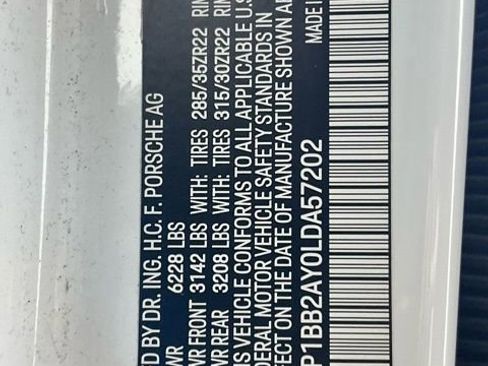 D BY DR. ING. H.C. F. PORSCHE AG
WR 6228 LBS
WR FRONT 3142 LBS WITH: TIRES 285/35ZR22 RIM
WR REAR 3208 LBS WITH: TIRES 315/30ZR22 RIM
IS VEHICLE CONFORMS TO ALL APPLICABLE U.S.
DERAL MOTOR VEHICLE SAFETY STANDARDS IN
FECT ON THE DATE OF MANUFACTURE SHOWN AB
MADE IN
P1BB2AY0LDA57202